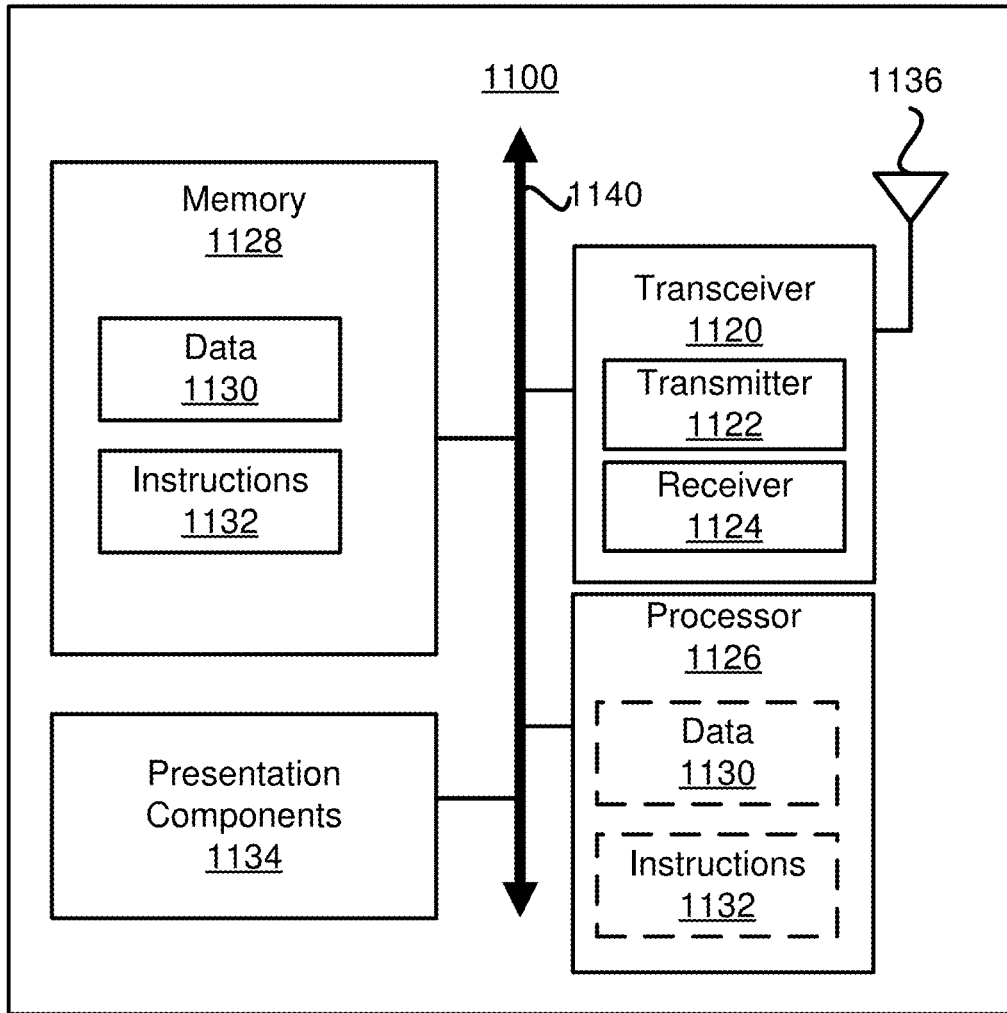 1100
1136
1140
Memory
1128
Data
1130
Instructions
1132
Transceiver
1120
Transmitter
1122
Receiver
1124
Processor
1126
Data
1130
Instructions
1132
Presentation
Components
1134